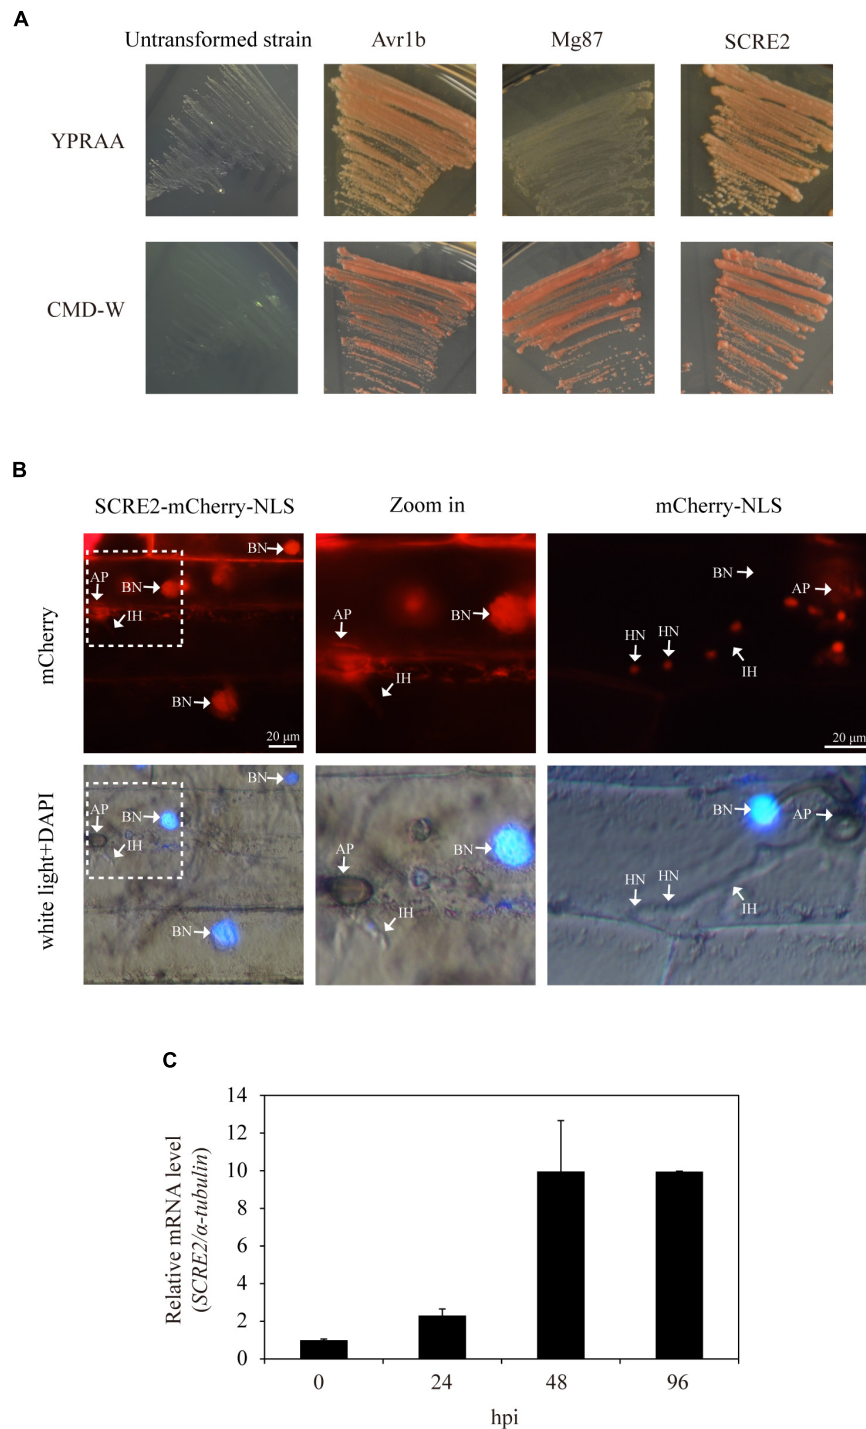 A
Untransformed strain Avr1b Mg87 SCRE2
YPRAA
CMD-W
B
SCRE2-mCherry-NLS Zoom in mCherry-NLS
mCherry
BN
AP
BN
IH
BN
20 μm
AP
BN
IH
BN
AP
HN
HN
IH
20 μm
white light+DAPI
BN
AP
BN
IH
BN
AP
BN
IH
BN
AP
HN
HN
IH
C
Relative mRNA level
(SCRE2/α-tubulin)
14
12
10
8
6
4
2
0
0 24 48 96
hpi